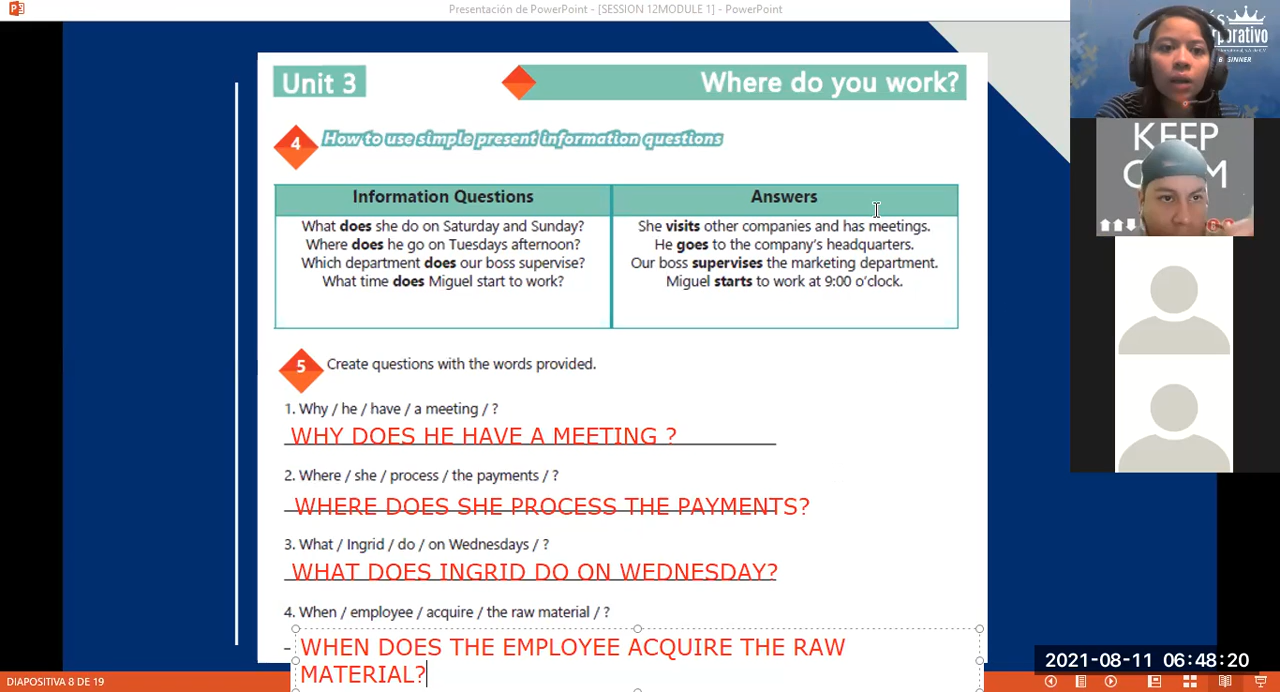 Presentación de PowerPoint - [SESSION 12MODULE 1] - PowerPoint
Unit 3
Where do you work?
4
How to use simple present information questions
Information Questions
Answers
What does she do on Saturday and Sunday?
She visits other companies and has meetings.
Where does he go on Tuesdays afternoon?
He goes to the company's headquarters.
Which department does our boss supervise?
Our boss supervises the marketing department.
What time does Miguel start to work?
Miguel starts to work at 9:00 o'clock.
5
Create questions with the words provided.
1. Why / he / have / a meeting / ?
WHY DOES HE HAVE A MEETING ?
2. Where / she / process / the payments / ?
WHERE DOES SHE PROCESS THE PAYMENTS?
3. What / Ingrid / do / on Wednesdays / ?
WHAT DOES INGRID DO ON WEDNESDAY?
4. When / employee / acquire / the raw material / ?
WHEN DOES THE EMPLOYEE ACQUIRE THE RAW
MATERIAL?
KEEP
2021-08-11 06:48:20
DIAPOSITIVA 8 DE 19